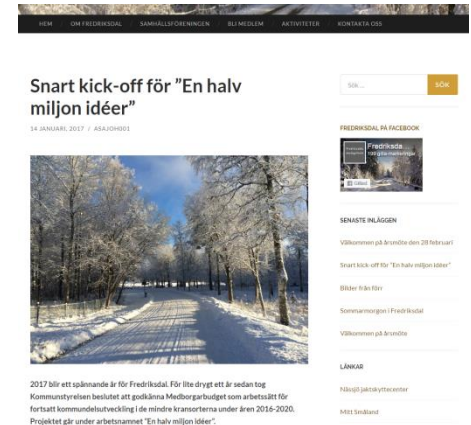 HEM
OM FREDRIKSDAL
SAMHÄLLSFÖRENINGEN
BLI MEDLEM
AKTIVITETER
KONTAKTA OSS
Snart kick-off för ”En halv
miljon idéer”
14 JANUARI, 2017 / ASAJOH001
2017 blir ett spännande år för Fredriksdal. För lite drygt ett år sedan tog
Kommunstyrelsen beslutet att godkänna Medborgarbudget som arbetssätt för
fortsatt kommundelsutveckling i de mindre kransorterna under åren 2016-2020.
Projektet går under arbetsnamnet ”En halv miljon idéer”.
Sök …
SÖK
FREDRIKSDAL PÅ FACEBOOK
Fredriksda
SENASTE INLÄGGEN
Välkommen på årsmöte den 28 februari!
Snart kick-off för ”En halv miljon idéer”
Bilder från förr
Sommarmorgon i Fredriksdal
Välkommen på årsmöte
LÄNKAR
Nässjö jaktskyttecenter
Mitt Småland